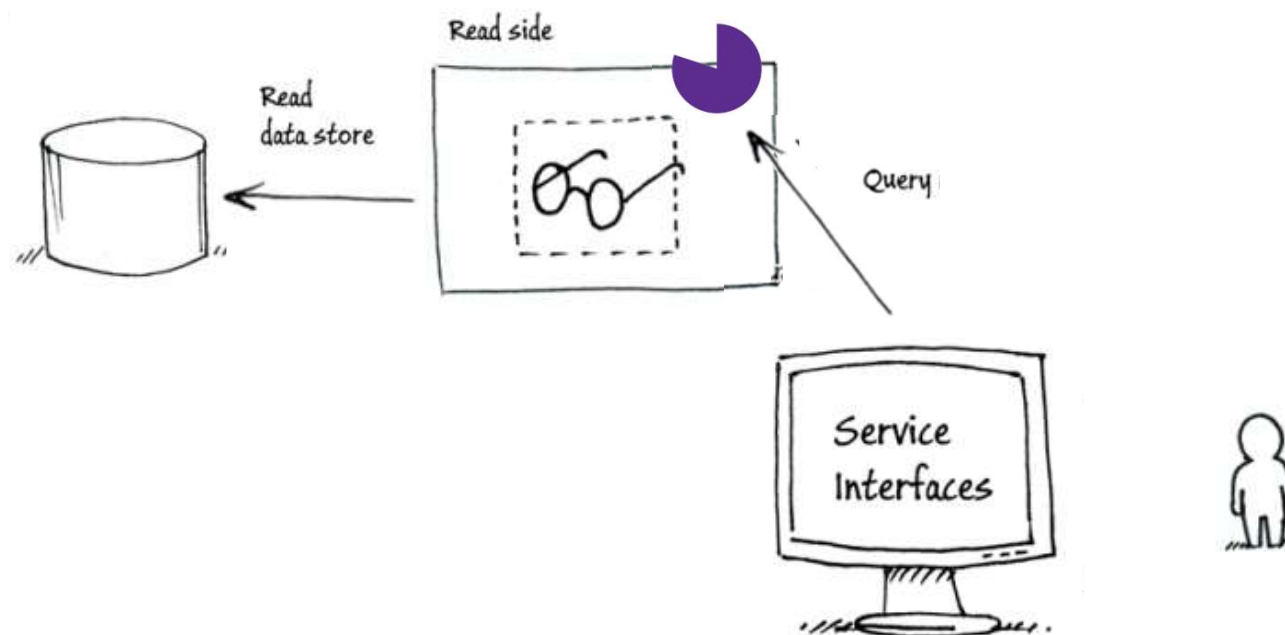 Read side
Read
data store
Query
Service
Interfaces